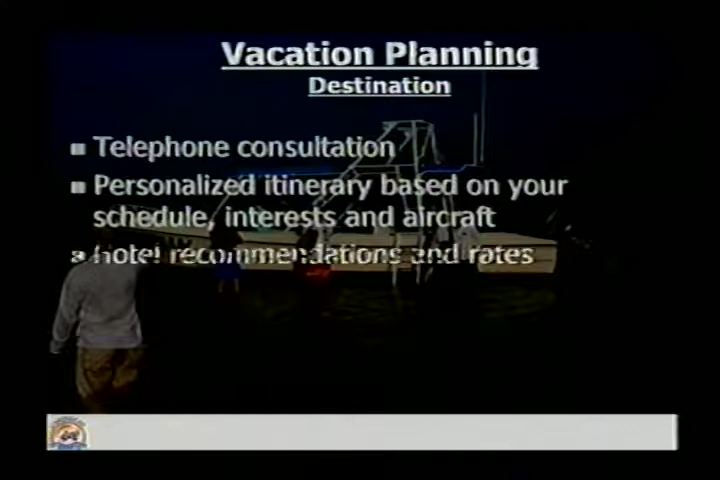 Vacation Planning
Destination
Telephone consultation
Personalized itinerary based on your
schedule, interests and aircraft
Hotel recommendations and rates